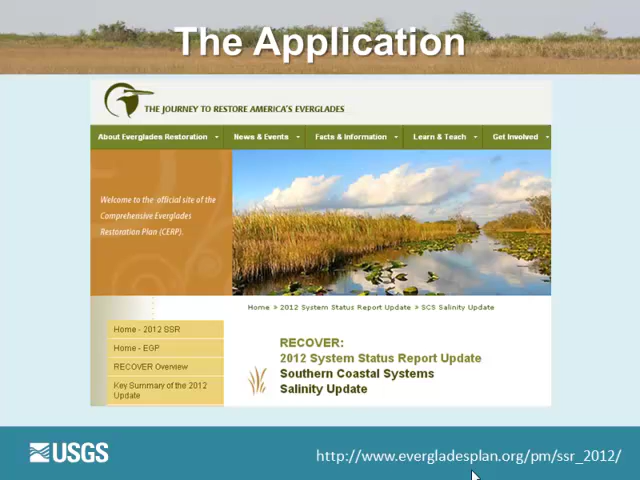 The Application
THE JOURNEY TO RESTORE AMERICA'S EVERGLADES
About Everglades Restoration
News & Events
Facts & Information
Learn & Teach
Get Involved
Welcome to the official site of the
Comprehensive Everglades
Restoration Plan (CERP).
Home » 2012 System Status Report Update » SCS Salinity Update
Home - 2012 SSR
Home - EGP
RECOVER Overview
Key Summary of the 2012
Update
RECOVER:
2012 System Status Report Update
Southern Coastal Systems
Salinity Update
USGS
http://www.evergladesplan.org/pm/ssr_2012/